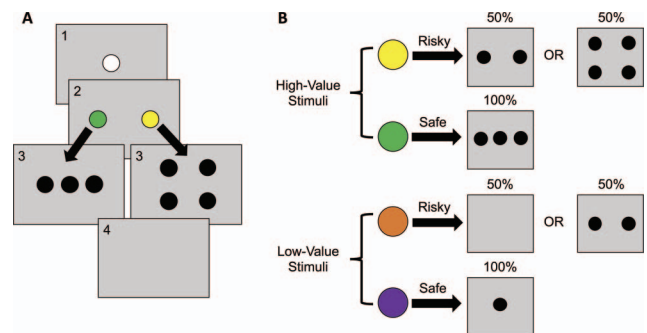 A
1
2
3
3
4
B
50%
50%
Risky
OR
High-Value
Stimuli
100%
Safe
50%
50%
Risky
OR
Low-Value
Stimuli
100%
Safe